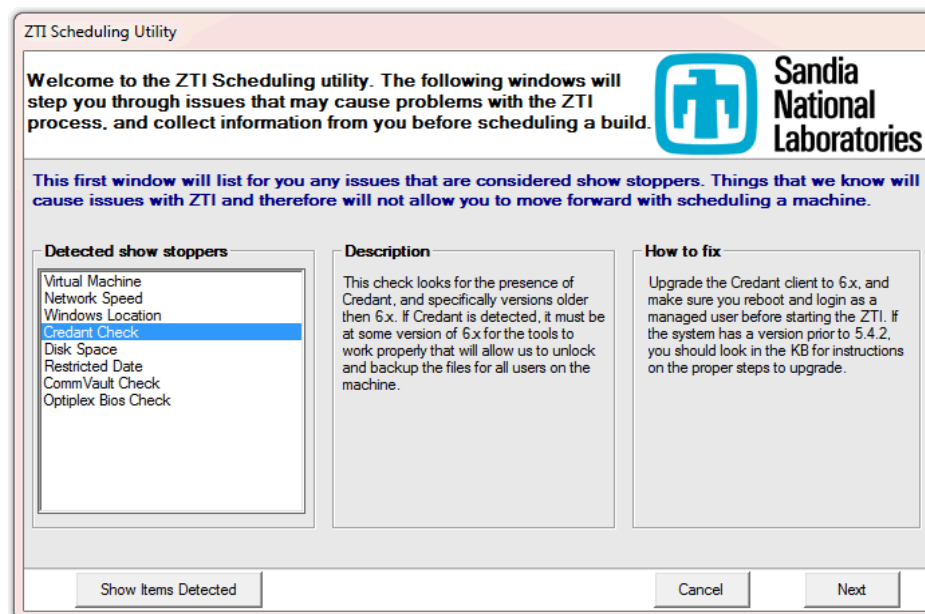 ZTI Scheduling Utility
Welcome to the ZTI Scheduling utility. The following windows will
step you through issues that may cause problems with the ZTI
process, and collect information from you before scheduling a build.
Sandia
National
Laboratories
This first window will list for you any issues that are considered show stoppers. Things that we know will
cause issues with ZTI and therefore will not allow you to move forward with scheduling a machine.
Detected show stoppers
Virtual Machine
Network Speed
Windows Location
Credant Check
Disk Space
Restricted Date
CommVault Check
Optiplex Bios Check
Description
This check looks for the presence of
Credant, and specifically versions older
then 6.x. If Credant is detected, it must be
at some version of 6.x for the tools to
work properly that will allow us to unlock
and backup the files for all users on the
machine.
How to fix
Upgrade the Credant client to 6.x, and
make sure you reboot and login as a
managed user before starting the ZTI. If
the system has a version prior to 5.4.2,
you should look in the KB for instructions
on the proper steps to upgrade.
Show Items Detected
Cancel
Next